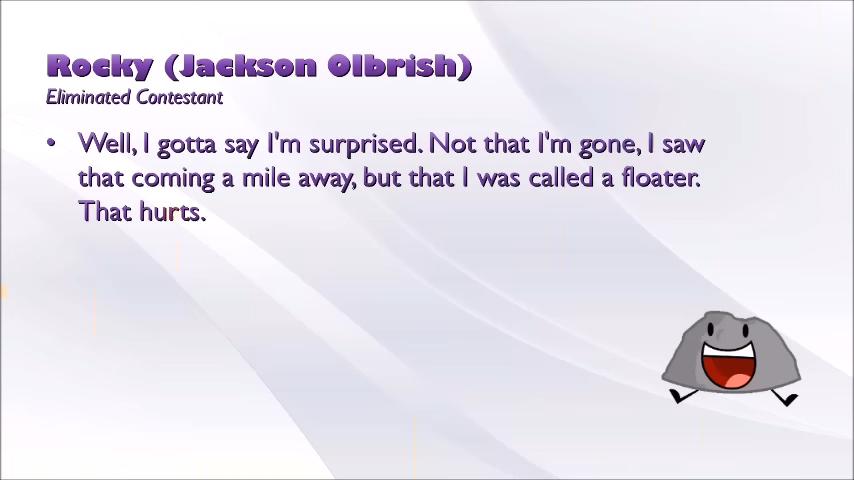 Rocky (Jackson Olbrish)
Eliminated Contestant
• Well, I gotta say I'm surprised. Not that I'm gone, I saw
that coming a mile away, but that I was called a floater.
That hurts.